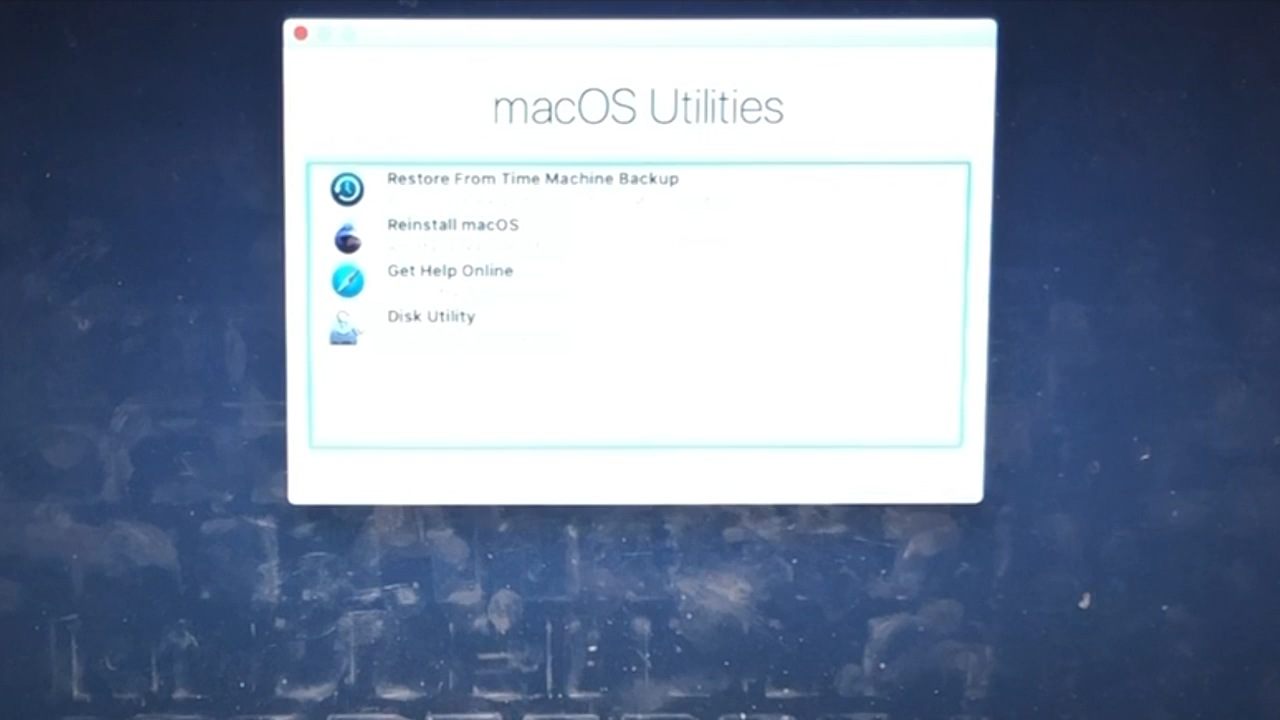 macOS Utilities
Restore From Time Machine Backup
Reinstall macOS
Get Help Online
Disk Utility